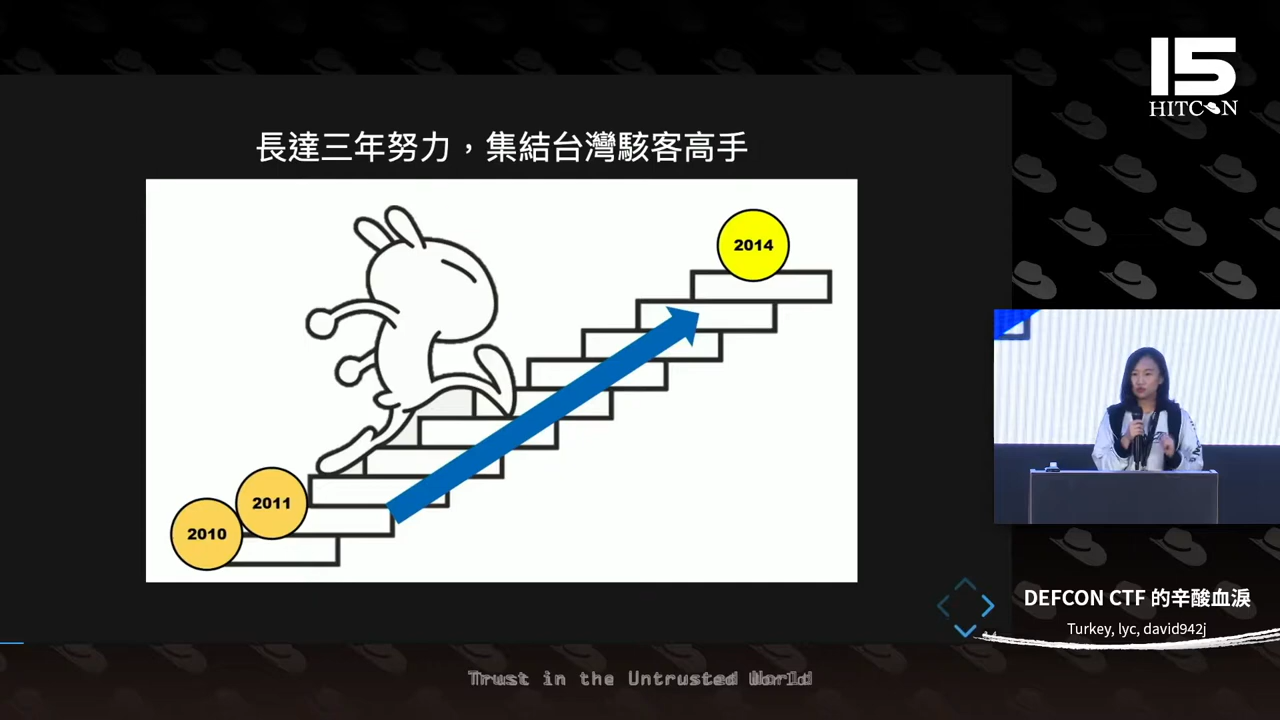 15
HITCON
長達三年努力，集結台灣駭客高手
2014
2011
2010
DEFCON CTF 的辛酸血淚
Turkey, lyc, david942j
Trust in the Untrusted World